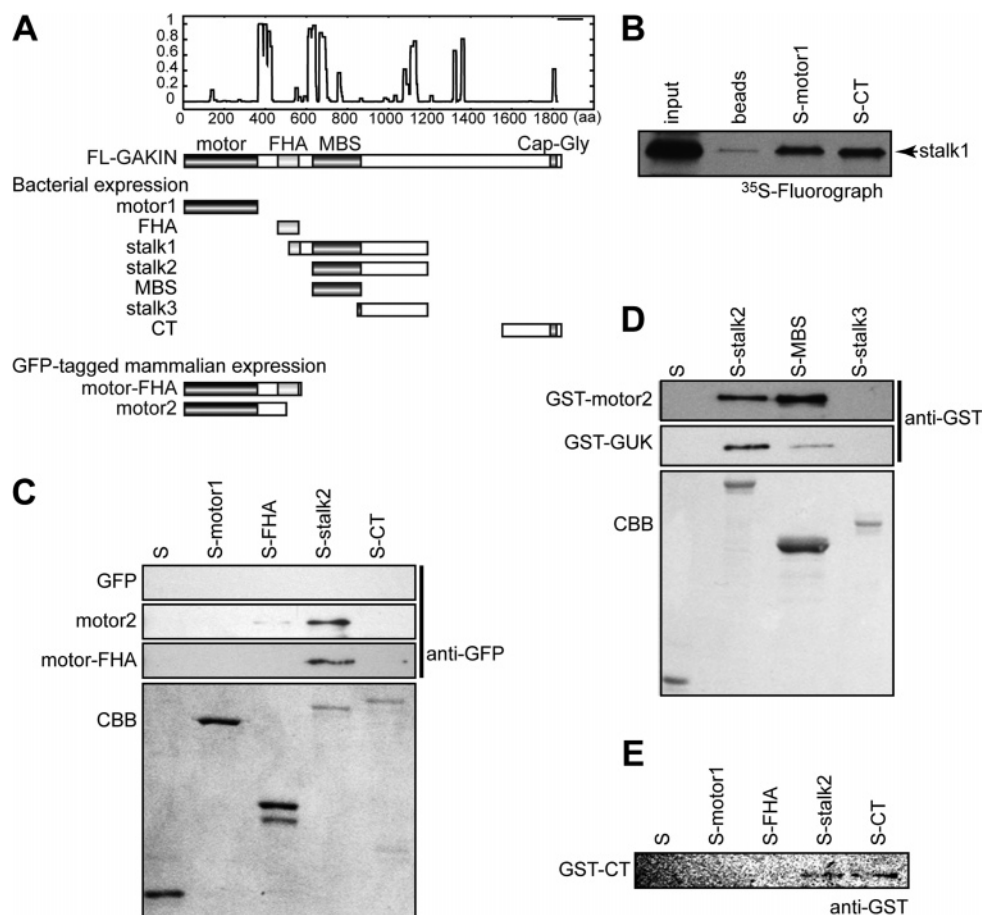 A
1
0.8
0.6
0.4
0.2
0
0 200 400 600 800 1000 1200 1400 1600 1800 (aa)
motor FHA MBS Cap-Gly
FL-GAKIN
Bacterial expression
motor1
FHA
stalk1
stalk2
MBS
stalk3
CT
GFP-tagged mammalian expression
motor-FHA
motor2
B
input beads S-motor1 S-CT
stalk1
35S-Fluorograph
C
S S-motor1 S-FHA S-stalk2 S-CT
GFP
motor2
motor-FHA
anti-GFP
CBB
D
S S-stalk2 S-MBS S-stalk3
GST-motor2
GST-GUK
anti-GST
CBB
E
S S-motor1 S-FHA S-stalk2 S-CT
GST-CT
anti-GST